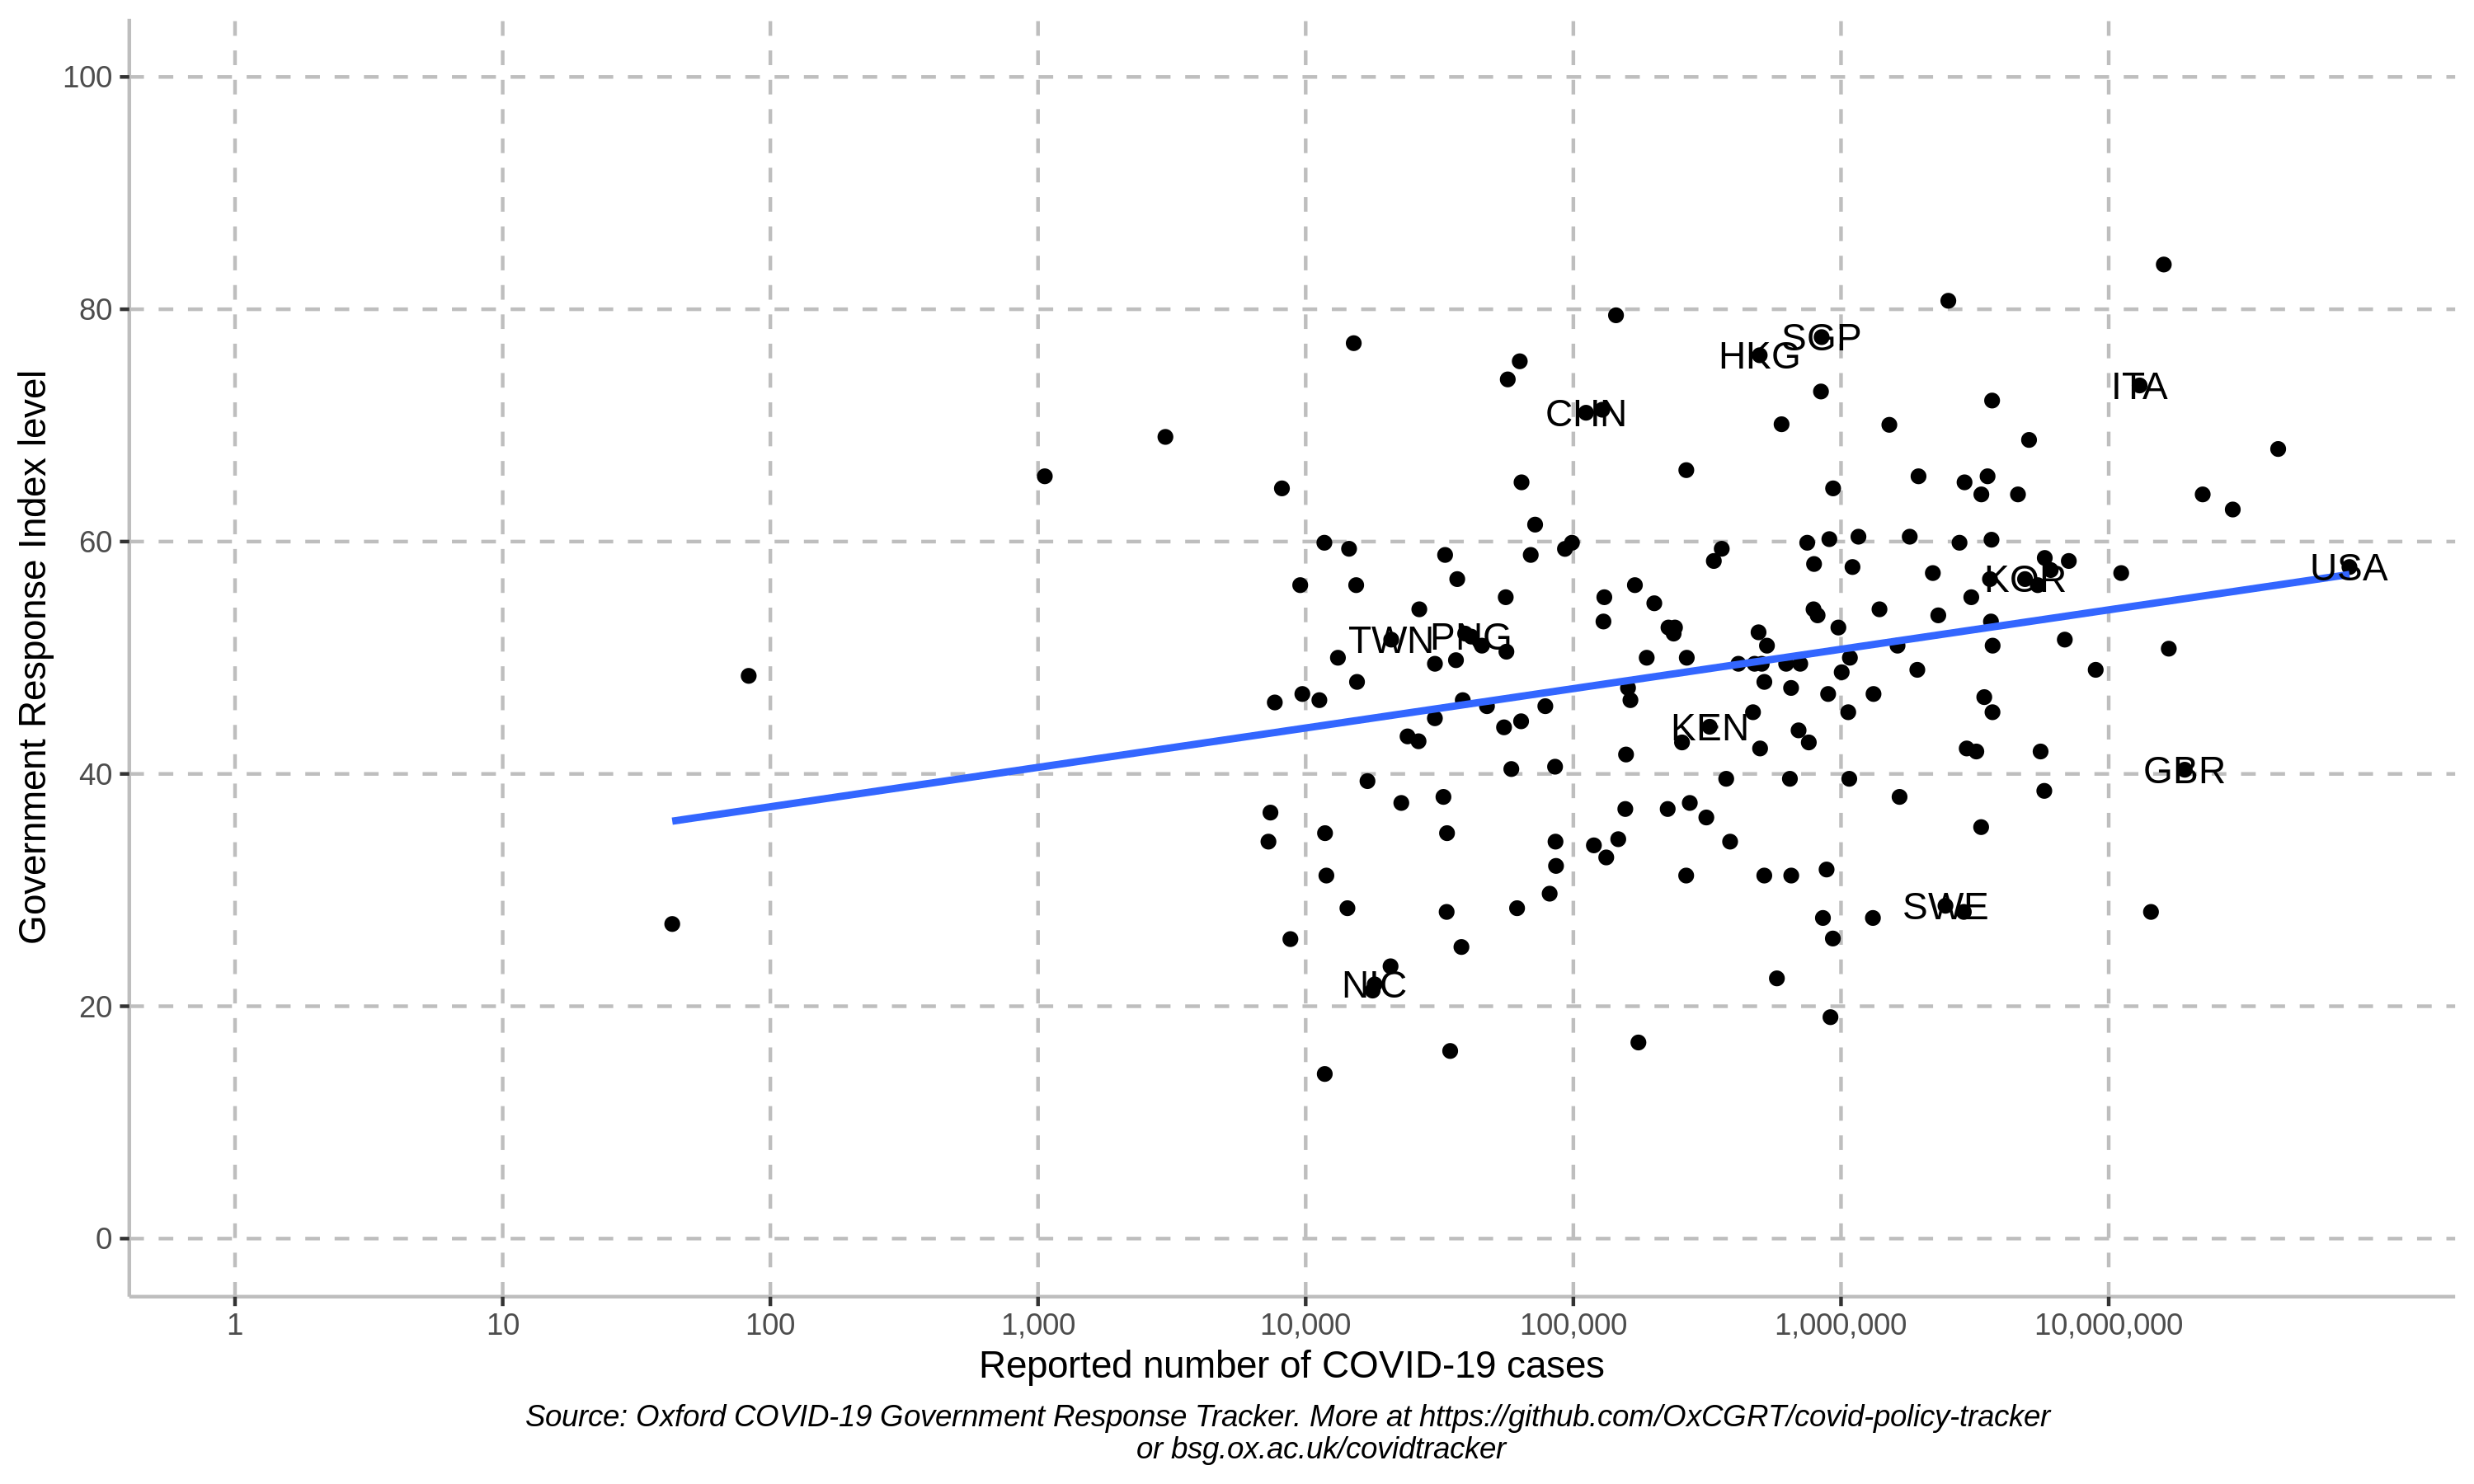 Government Response Index level
100
80
60
40
20
0
SGP
HKG
ITA
CHN
USA
KOR
PNG
TWN
KEN
GBR
SWE
NIC
1 10 100 1,000 10,000 100,000 1,000,000 10,000,000
Reported number of COVID-19 cases
Source: Oxford COVID-19 Government Response Tracker. More at https://github.com/OxCGRT/covid-policy-tracker
or bsg.ox.ac.uk/covidtracker